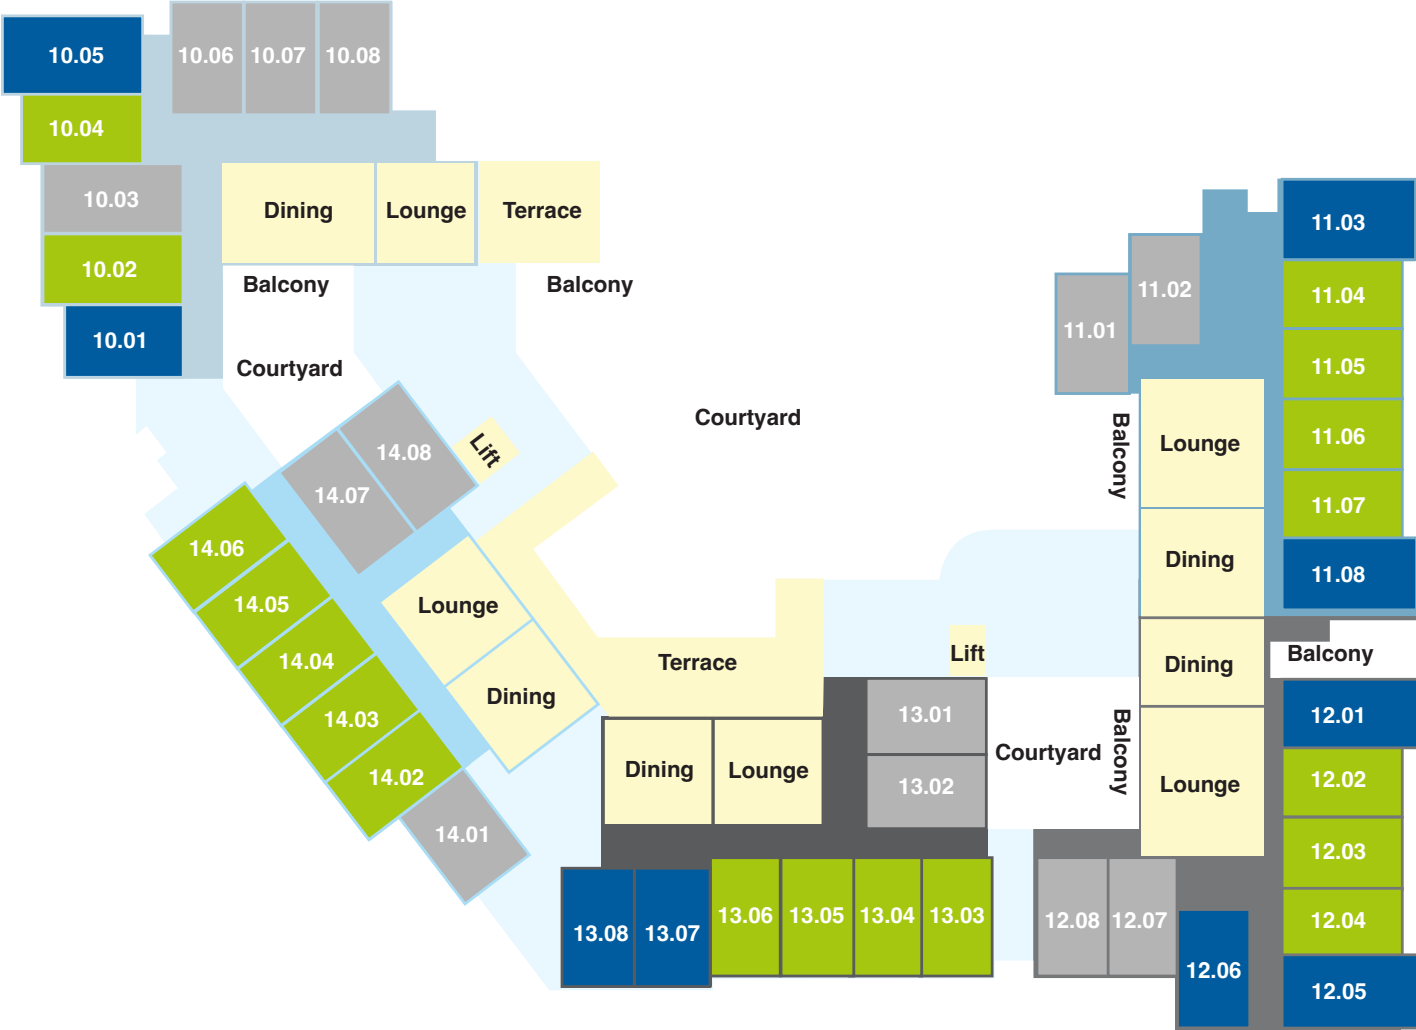 10.05
10.06
10.07
10.08
10.04
10.03
10.02
10.01
Dining
Lounge
Terrace
Balcony
Balcony
Courtyard
Courtyard
11.03
11.02
11.01
11.04
11.05
11.06
11.07
11.08
Balcony
Lounge
Dining
14.08
14.07
Lift
14.06
14.05
14.04
14.03
14.02
14.01
Lounge
Dining
Terrace
Lift
Dining
Balcony
13.01
13.02
Dining
Lounge
Courtyard
Balcony
Lounge
12.01
12.02
12.03
12.04
12.05
13.08
13.07
13.06
13.05
13.04
13.03
12.08
12.07
12.06